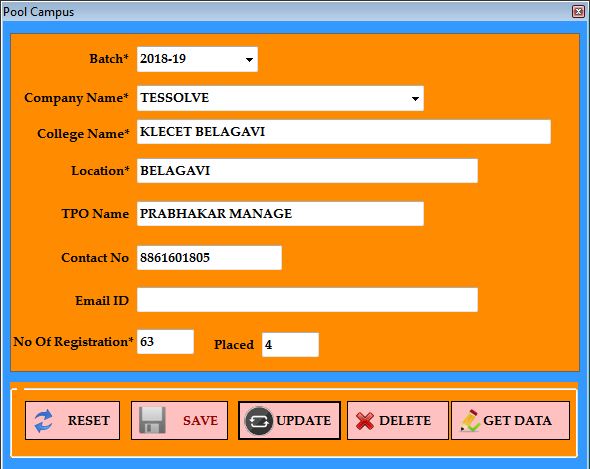 Pool Campus
Batch* 2018-19
Company Name* TESSOLVE
College Name* KLECET BELAGAVI
Location* BELAGAVI
TPO Name PRABHAKAR MANAGE
Contact No 8861601805
Email ID
No Of Registration* 63 Placed 4
RESET SAVE UPDATE DELETE GET DATA